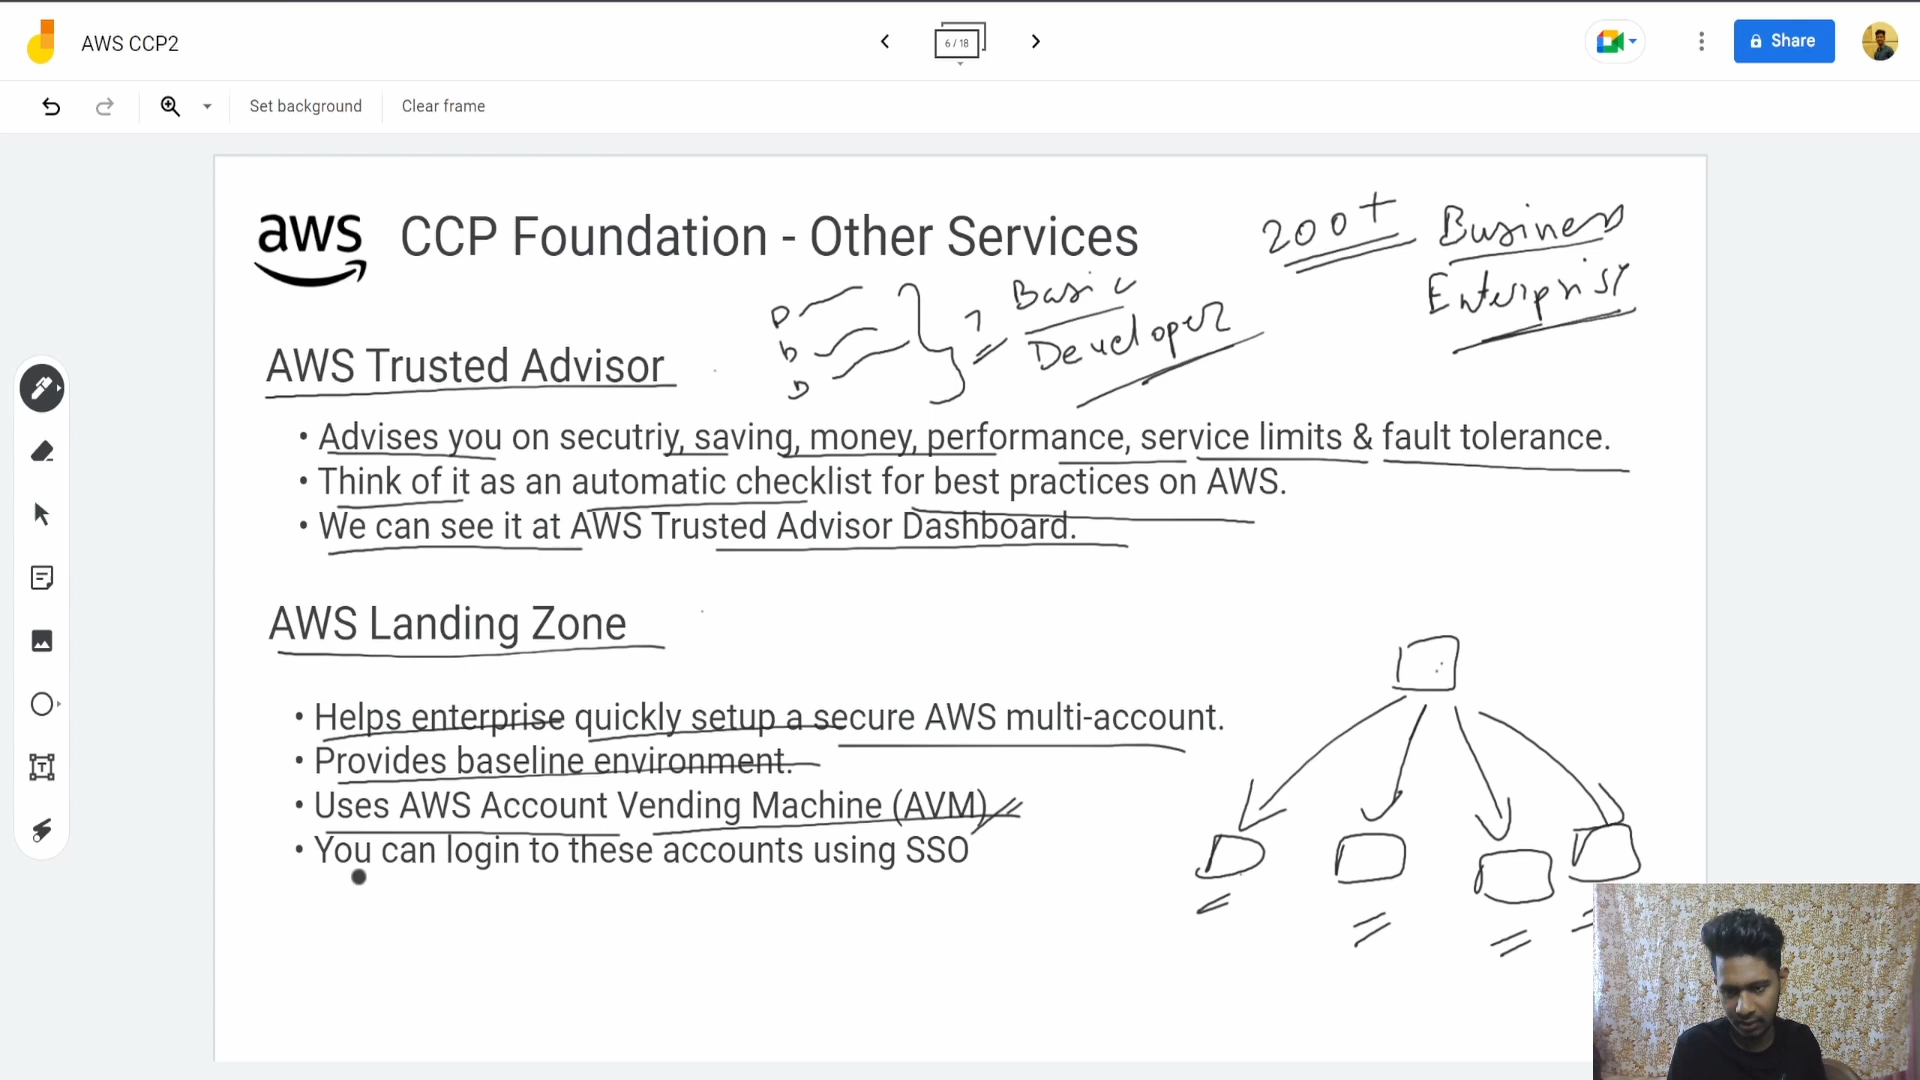 AWS CCP2
6 / 18
Share
Set background
Clear frame
aws
CCP Foundation - Other Services
200+
Business
Enterprise
Basic
Developer
7
AWS Trusted Advisor
• Advises you on secutriy, saving, money, performance, service limits & fault tolerance.
• Think of it as an automatic checklist for best practices on AWS.
• We can see it at AWS Trusted Advisor Dashboard.
AWS Landing Zone
• Helps enterprise quickly setup a secure AWS multi-account.
• Provides baseline environment.
• Uses AWS Account Vending Machine (AVM)
• You can login to these accounts using SSO